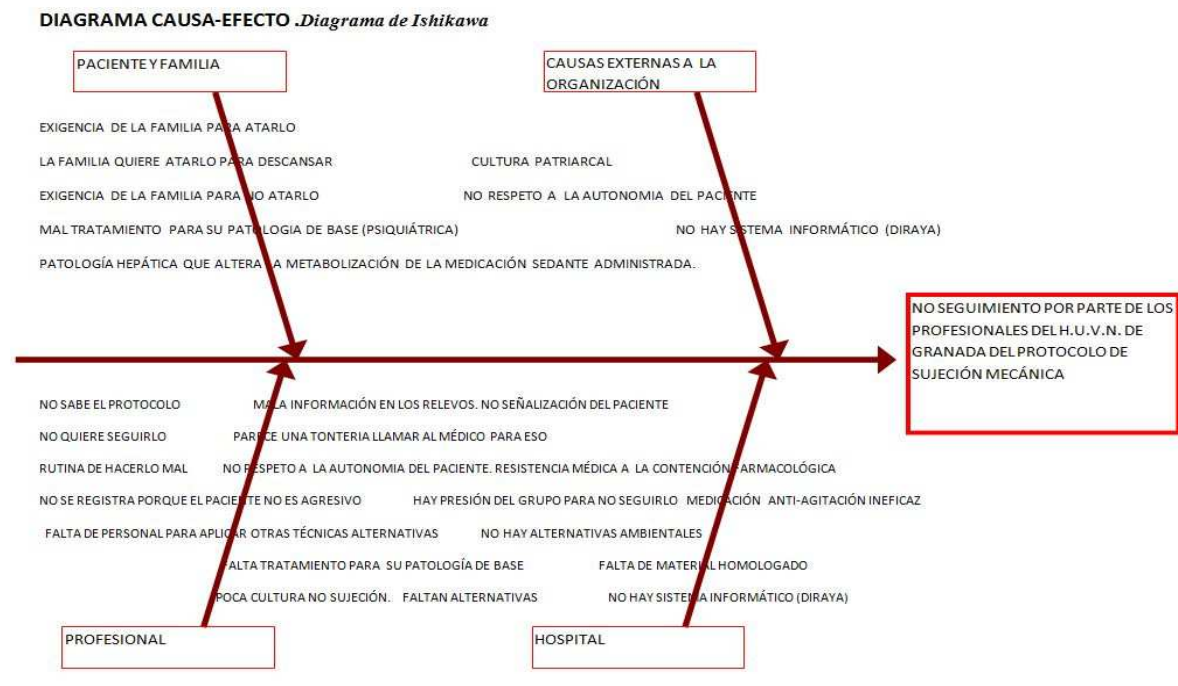 DIAGRAMA CAUSA-EFECTO .Diagrama de Ishikawa
PACIENTE Y FAMILIA
CAUSAS EXTERNAS A LA
ORGANIZACIÓN
EXIGENCIA DE LA FAMILIA PARA ATARLO
LA FAMILIA QUIERE ATARLO PARA DESCANSAR CULTURA PATRIARCAL
EXIGENCIA DE LA FAMILIA PARA NO ATARLO NO RESPETO A LA AUTONOMIA DEL PACIENTE
MAL TRATAMIENTO PARA SU PATOLOGIA DE BASE (PSIQUIÁTRICA) NO HAY SISTEMA INFORMÁTICO (DIRAYA)
PATOLOGÍA HEPÁTICA QUE ALTERA LA METABOLIZACIÓN DE LA MEDICACIÓN SEDANTE ADMINISTRADA.
NO SEGUIMIENTO POR PARTE DE LOS
PROFESIONALES DEL H.U.V.N. DE
GRANADA DEL PROTOCOLO DE
SUJECIÓN MECÁNICA
NO SABE EL PROTOCOLO MALA INFORMACIÓN EN LOS RELEVOS. NO SEÑALIZACIÓN DEL PACIENTE
NO QUIERE SEGUIRLO PARECE UNA TONTERIA LLAMAR AL MÉDICO PARA ESO
RUTINA DE HACERLO MAL NO RESPETO A LA AUTONOMIA DEL PACIENTE. RESISTENCIA MÉDICA A LA CONTENCIÓN FARMACOLÓGICA
NO SE REGISTRA PORQUE EL PACIENTE NO ES AGRESIVO HAY PRESIÓN DEL GRUPO PARA NO SEGUIRLO MEDICACIÓN ANTI-AGITACIÓN INEFICAZ
FALTA DE PERSONAL PARA APLICAR OTRAS TÉCNICAS ALTERNATIVAS NO HAY ALTERNATIVAS AMBIENTALES
FALTA TRATAMIENTO PARA SU PATOLOGÍA DE BASE FALTA DE MATERIAL HOMOLOGADO
POCA CULTURA NO SUJECIÓN. FALTAN ALTERNATIVAS NO HAY SISTEMA INFORMÁTICO (DIRAYA)
PROFESIONAL
HOSPITAL